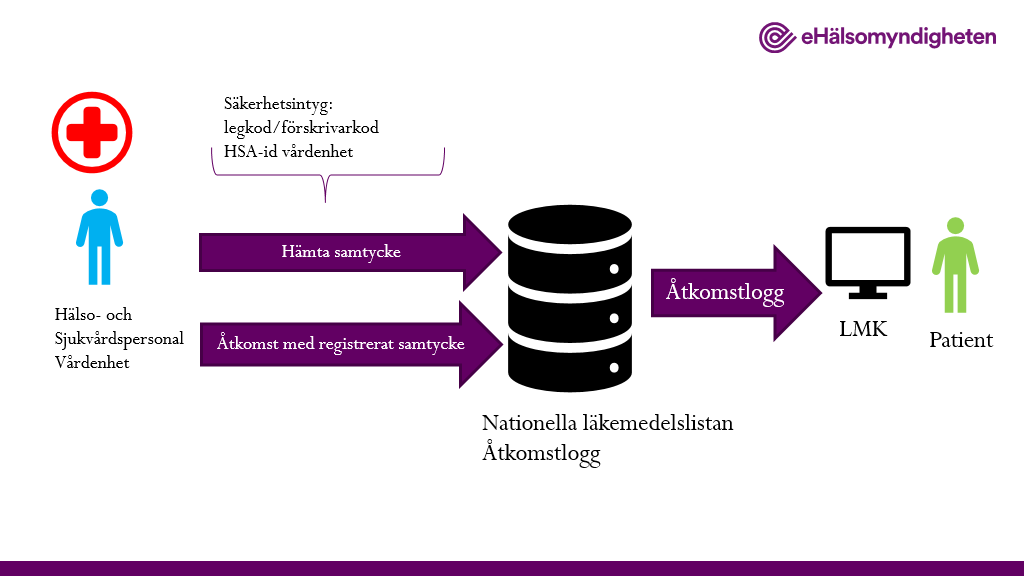 eHälsomyndigheten
Säkerhetsintyg:
legkod/förskrivarkod
HSA-id vårdenhet
Hämta samtycke
Åtkomst med registrerat samtycke
Hälso- och
Sjukvårdspersonal
Vårdenhet
Nationella läkemedelslistan
Åtkomstlogg
Åtkomstlogg
LMK
Patient